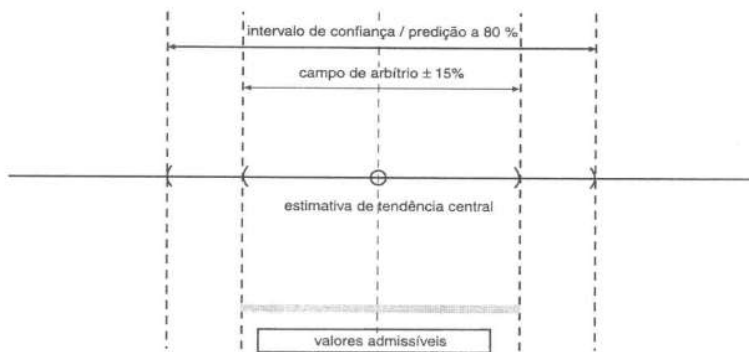 intervalo de confiança / predição a 80 %
campo de arbítrio ± 15%
estimativa de tendência central
valores admissíveis